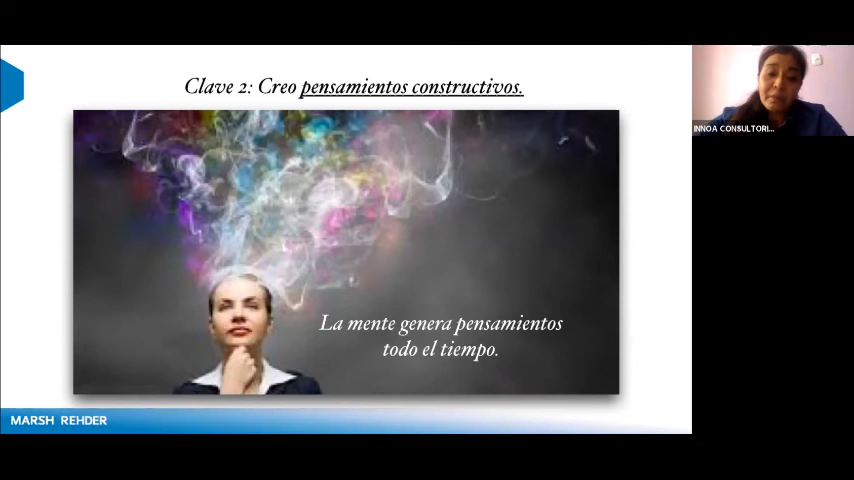 Clave 2: Creo pensamientos constructivos.
La mente genera pensamientos
todo el tiempo.
MARSH REHDER
INNOA CONSULTORI...